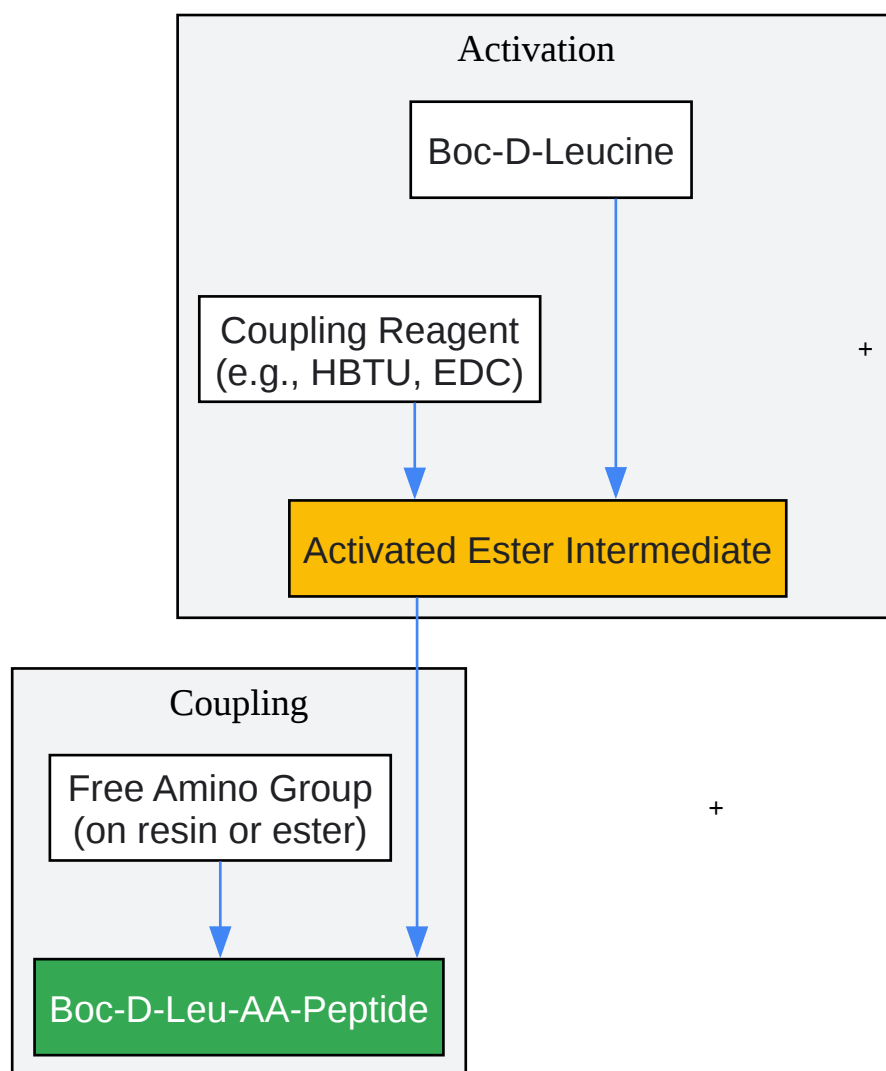 Activation
Boc-D-Leucine
Coupling Reagent
(e.g., HBTU, EDC)
+
Activated Ester Intermediate
Coupling
Free Amino Group
(on resin or ester)
+
Boc-D-Leu-AA-Peptide